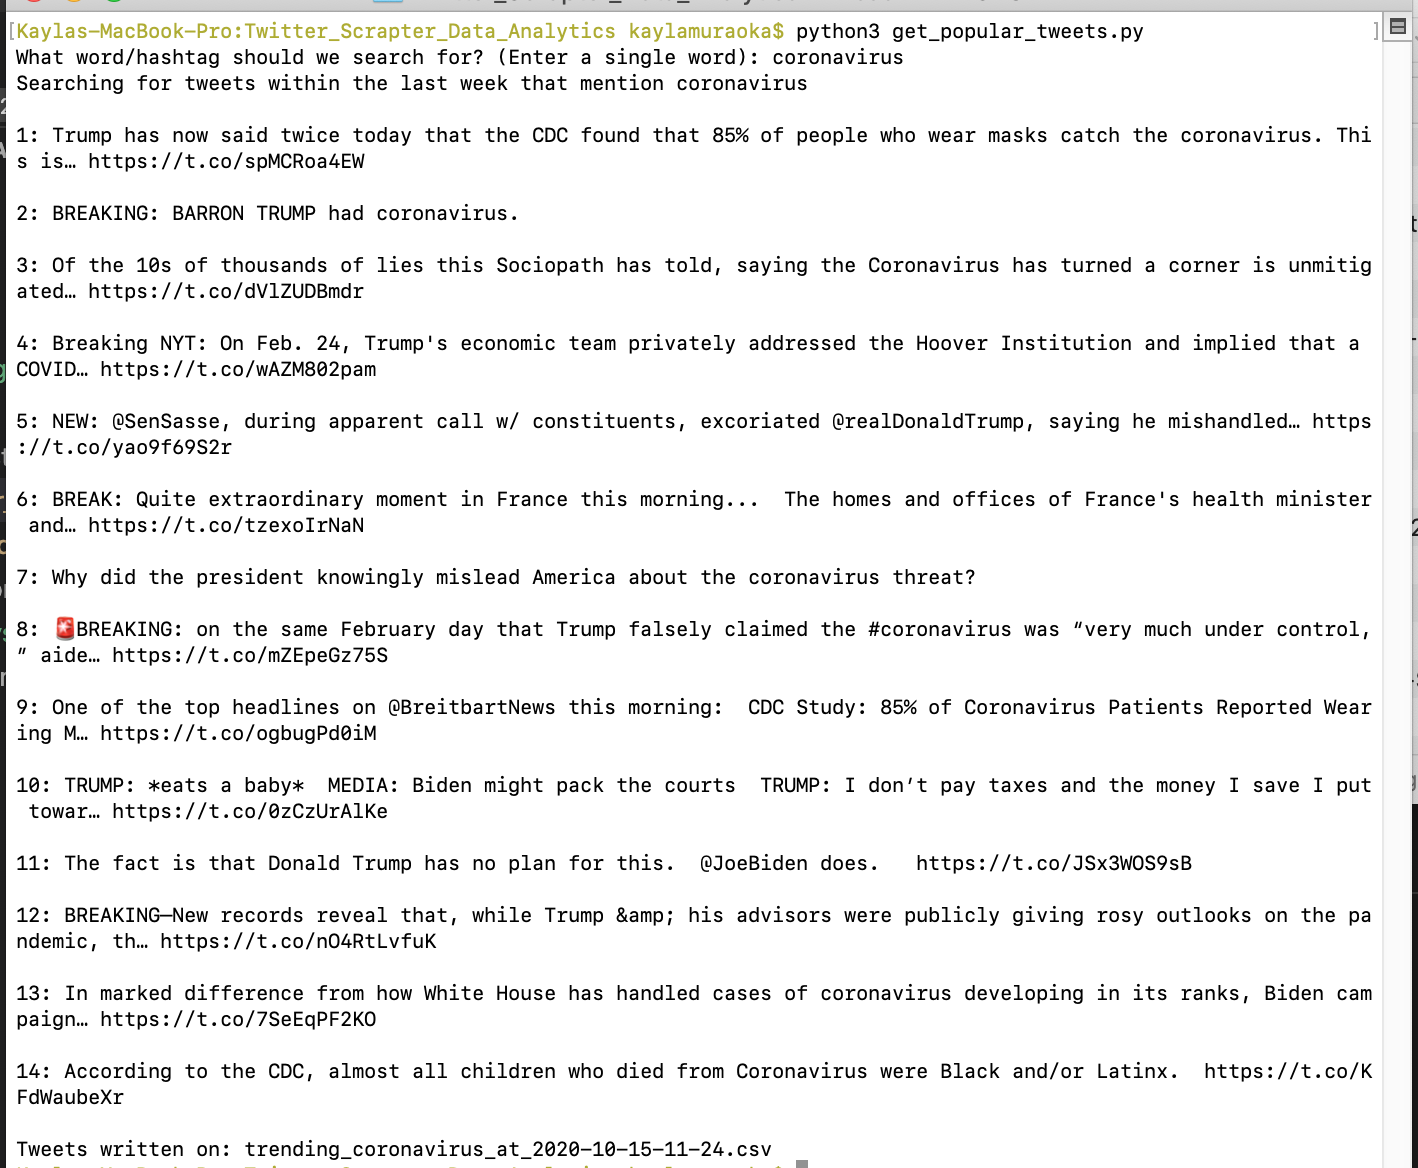 [Kaylas-MacBook-Pro:Twitter_Scrapter_Data_Analytics kaylamuraoka$ python3 get_popular_tweets.py ]
What word/hashtag should we search for? (Enter a single word): coronavirus
Searching for tweets within the last week that mention coronavirus
1: Trump has now said twice today that the CDC found that 85% of people who wear masks catch the coronavirus. Thi
s is… https://t.co/spMCRoa4EW
2: BREAKING: BARRON TRUMP had coronavirus.
3: Of the 10s of thousands of lies this Sociopath has told, saying the Coronavirus has turned a corner is unmitig
ated… https://t.co/dVlZUDBmdr
4: Breaking NYT: On Feb. 24, Trump's economic team privately addressed the Hoover Institution and implied that a
COVID… https://t.co/wAZM802pam
5: NEW: @SenSasse, during apparent call w/ constituents, excoriated @realDonaldTrump, saying he mishandled… https
://t.co/yao9f69S2r
6: BREAK: Quite extraordinary moment in France this morning...  The homes and offices of France's health minister
 and… https://t.co/tzexoIrNaN
7: Why did the president knowingly mislead America about the coronavirus threat?
8: 🚨BREAKING: on the same February day that Trump falsely claimed the #coronavirus was “very much under control,
” aide… https://t.co/mZEpeGz75S
9: One of the top headlines on @BreitbartNews this morning:  CDC Study: 85% of Coronavirus Patients Reported Wear
ing M… https://t.co/ogbugPd0iM
10: TRUMP: *eats a baby*  MEDIA: Biden might pack the courts  TRUMP: I don’t pay taxes and the money I save I put
 towar… https://t.co/0zCzUrAlKe
11: The fact is that Donald Trump has no plan for this.  @JoeBiden does.   https://t.co/JSx3WOS9sB
12: BREAKING—New records reveal that, while Trump &amp; his advisors were publicly giving rosy outlooks on the pa
ndemic, th… https://t.co/nO4RtLvfuK
13: In marked difference from how White House has handled cases of coronavirus developing in its ranks, Biden cam
paign… https://t.co/7SeEqPF2KO
14: According to the CDC, almost all children who died from Coronavirus were Black and/or Latinx.  https://t.co/K
FdWaubeXr
Tweets written on: trending_coronavirus_at_2020-10-15-11-24.csv